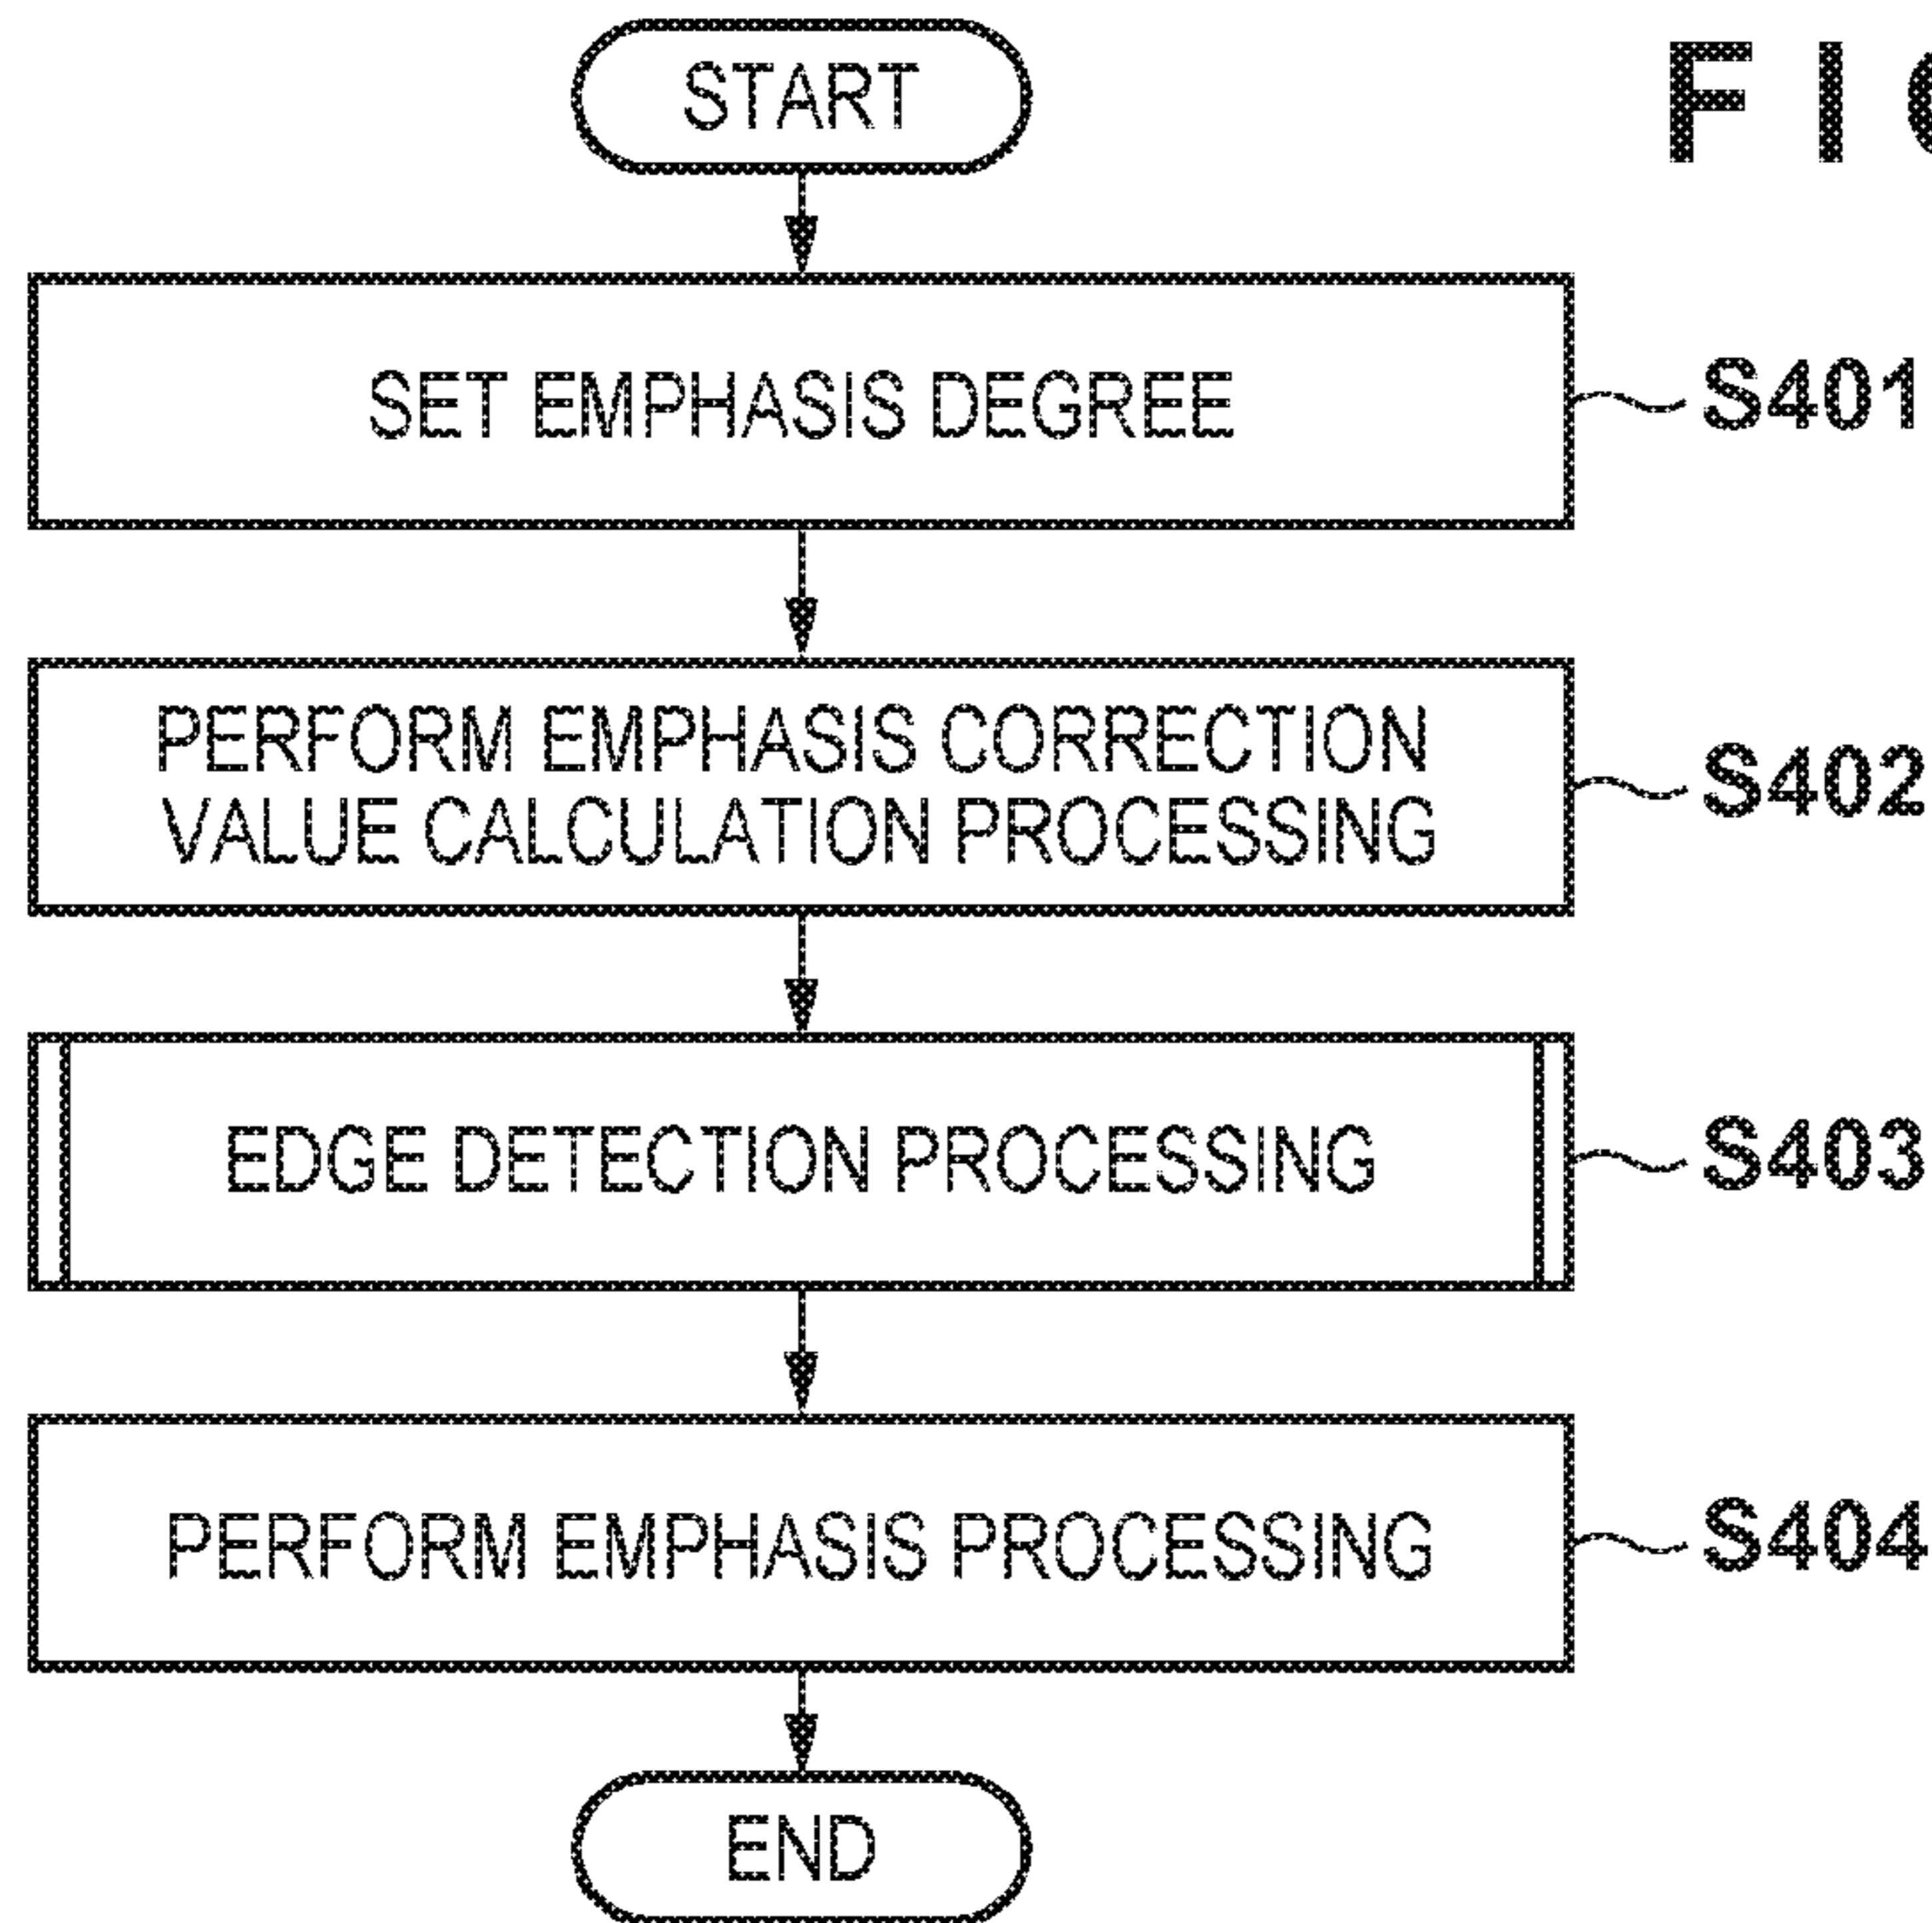 START
F I
SET EMPHASIS DEGREE
S401
PERFORM EMPHASIS CORRECTION
VALUE CALCULATION PROCESSING
S402
EDGE DETECTION PROCESSING
S403
PERFORM EMPHASIS PROCESSING
S404
END